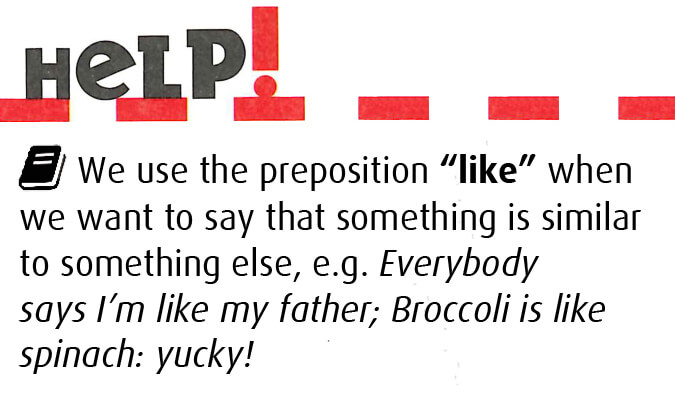 HeLP!
We use the preposition “like” when
we want to say that something is similar
to something else, e.g. Everybody
says I’m like my father; Broccoli is like
spinach: yucky!